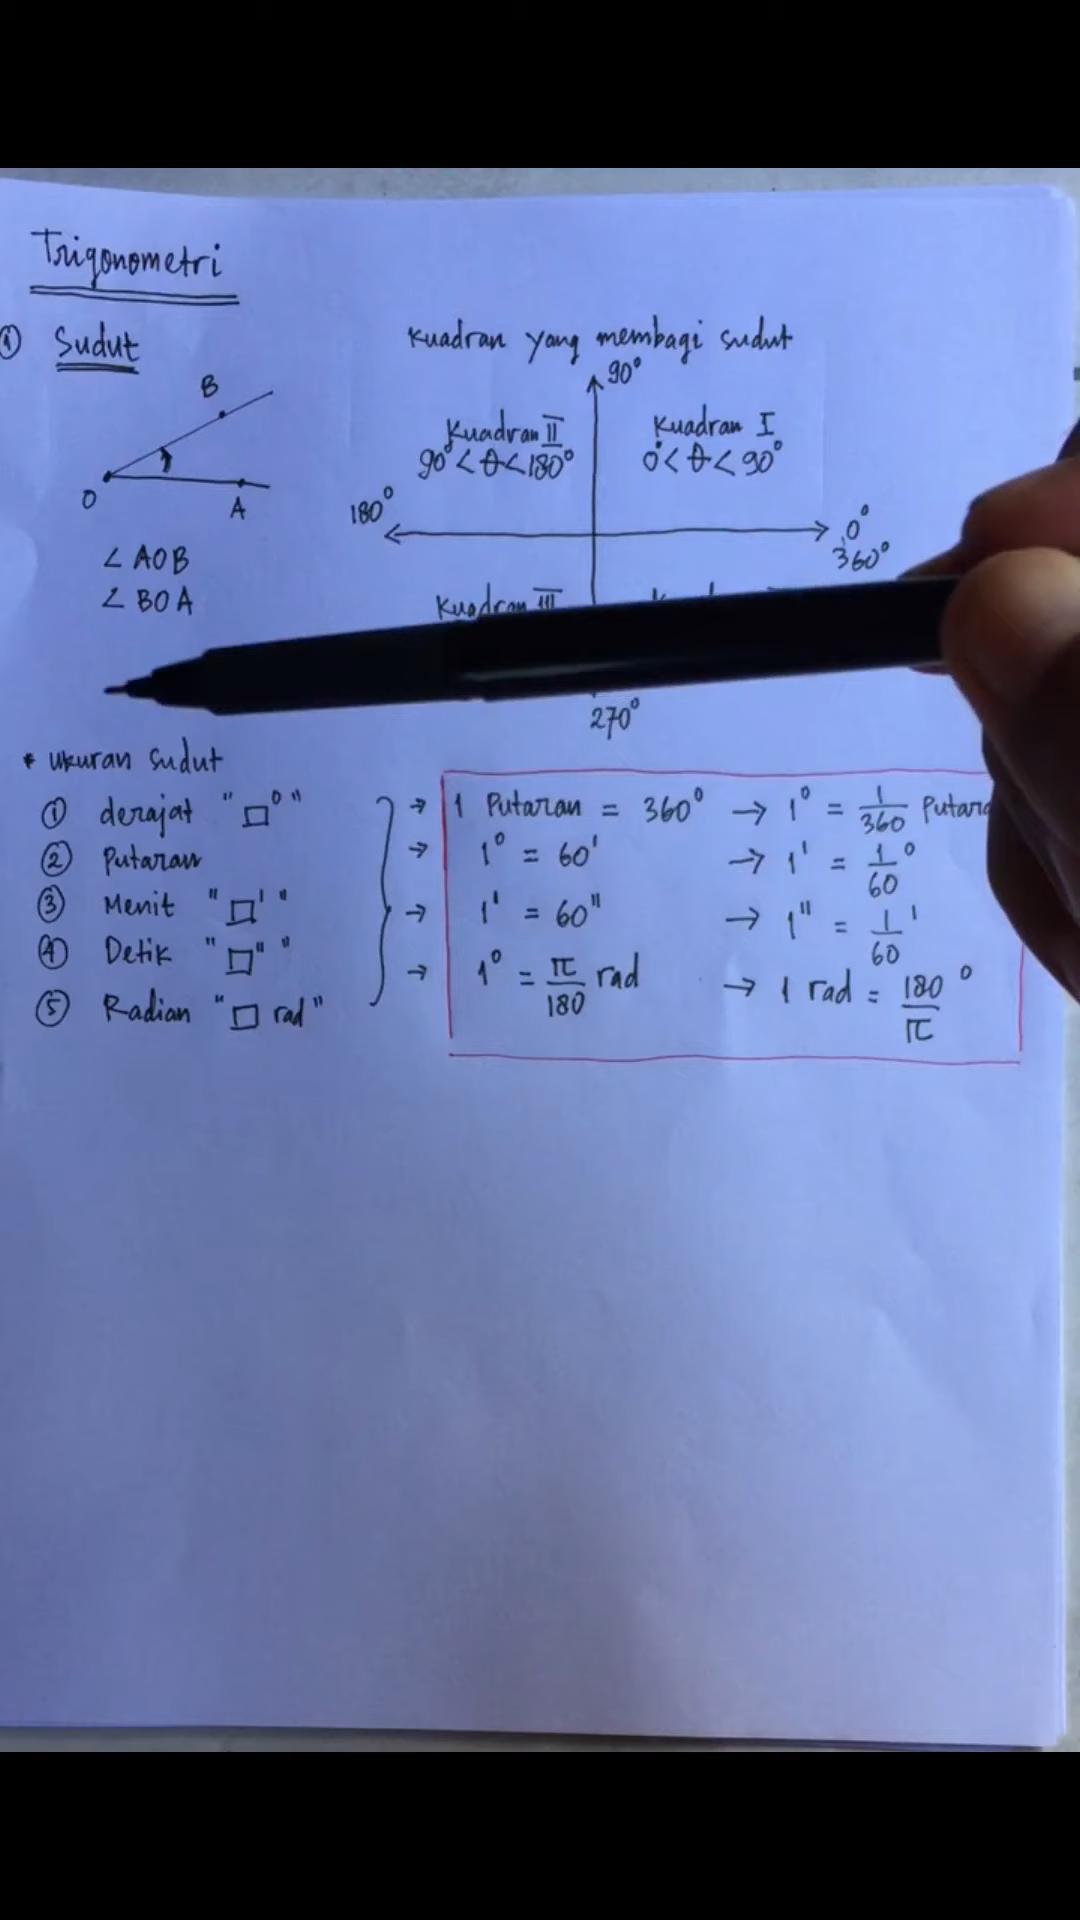 Trigonometri
① Sudut
B
O
A
∠ AOB
∠ BOA
Kuadran yang membagi sudut
90°
Kuadran II
90° < θ < 180°
Kuadran I
0° < θ < 90°
180°
0°
360°
Kuadran III
270°
* ukuran sudut
① derajat "□°"
② Putaran
③ Menit "□'"
④ Detik "□""
⑤ Radian "□ rad"
→ 1 Putaran = 360° → 1° = 1/360
→ 1° = 60' → 1' = 1/60 °
→ 1' = 60" → 1" = 1/60 '
→ 1° = π/180 rad → 1 rad = 180/π °